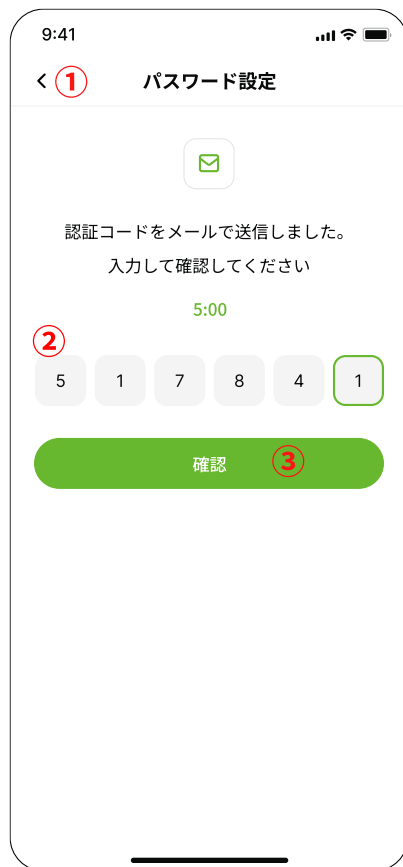 9:41
① パスワード設定
認証コードをメールで送信しました。
入力して確認してください
5:00
②
5 1 7 8 4 1
確認 ③